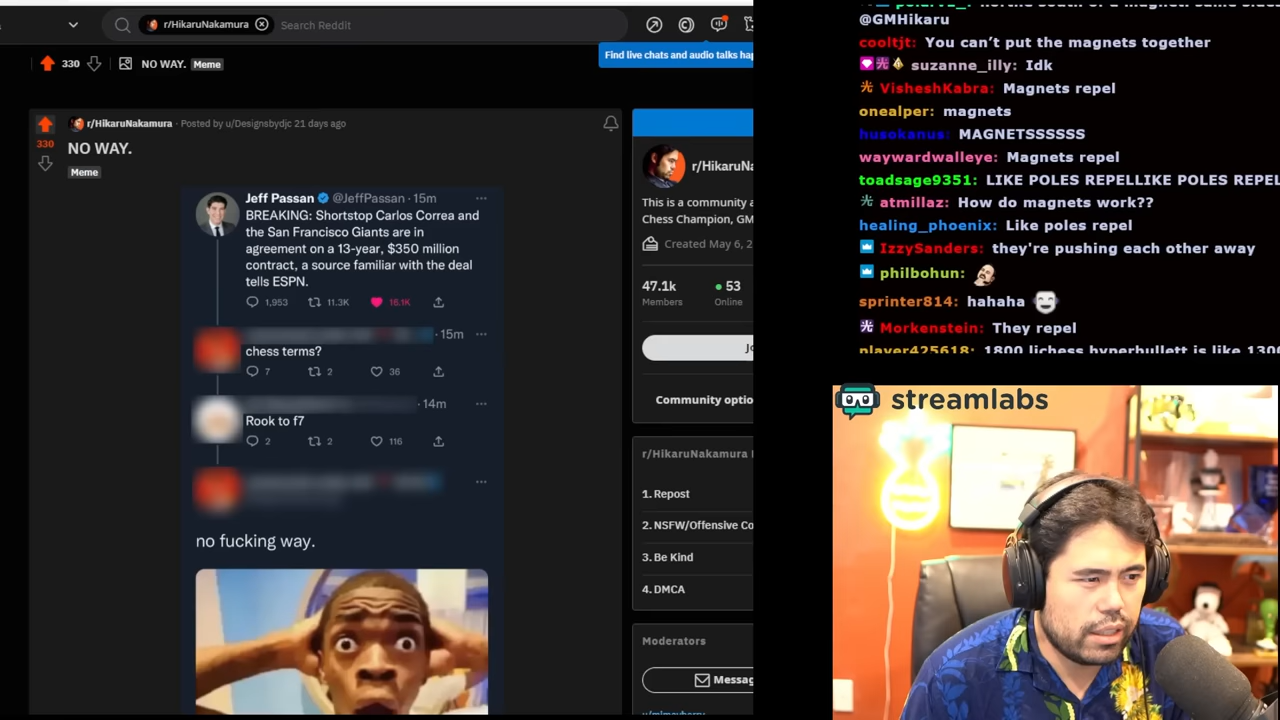 r/HikaruNakamura
Search Reddit
Find live chats and audio talks
330
NO WAY.
Meme
r/HikaruNakamura · Posted by u/Designsbydjc 21 days ago
330
NO WAY.
Meme
Jeff Passan @JeffPassan · 15m
BREAKING: Shortstop Carlos Correa and
the San Francisco Giants are in
agreement on a 13-year, $350 million
contract, a source familiar with the deal
tells ESPN.
1,953 11.3K 16.1K
· 15m
chess terms?
7 2 36
· 14m
Rook to f7
2 2 116
no fucking way.
This is a community
Chess Champion, GM
Created May 6, 2
47.1k
53
Members
Online
Community
r/HikaruNakamura
1. Repost
2. NSFW/Offensive
3. Be Kind
4. DMCA
Moderators
@GMHikaru
cooltjt: You can’t put the magnets together
suzanne_illy: Idk
VisheshKabra: Magnets repel
onealper: magnets
husokanus: MAGNETSSSSSS
waywardwalleye: Magnets repel
toadsage9351: LIKE POLES REPELLIKE POLES REPEL
atmillaz: How do magnets work??
healing_phoenix: Like poles repel
IzzySanders: they're pushing each other away
philbohun:
sprinter814: hahaha
Morkenstein: They repel
player425618: 1800 lichess hyperbullett is like
streamlabs